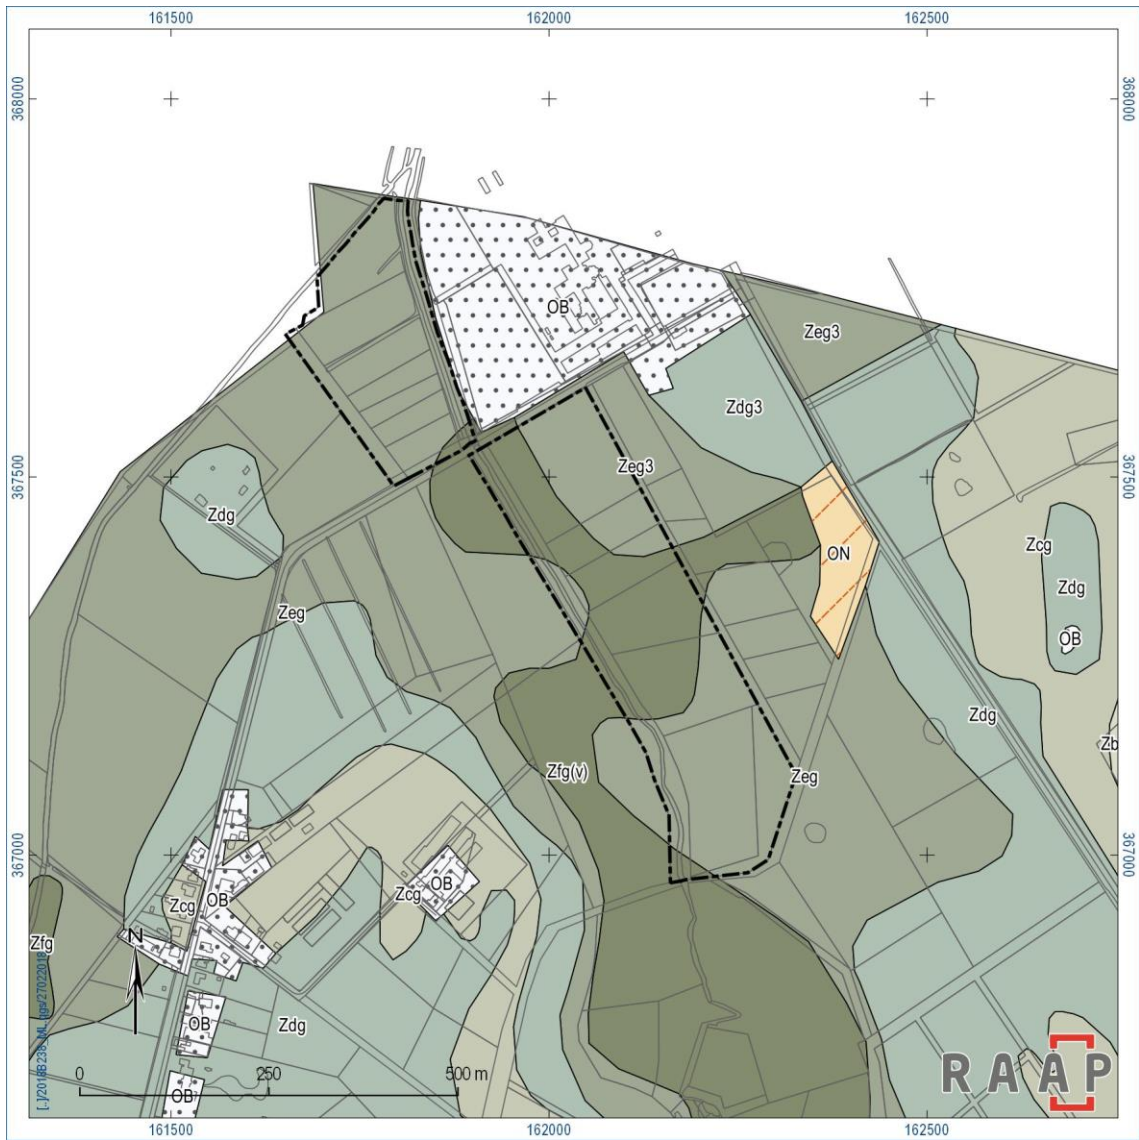 161500 162000 162500
368000 368000
OB
Zeg3
Zdg3
Zeg3
367500 367500
Zdg
ON
Zcg
Zdg
Zeg
OB
Zdg
Zb
Zfg(v)
Zeg
367000 367000
OB
Zcg
Zcg
OB
Zfg
N
OB
Zdg
0 250 500 m
OB
RAAP
161500 162000 162500